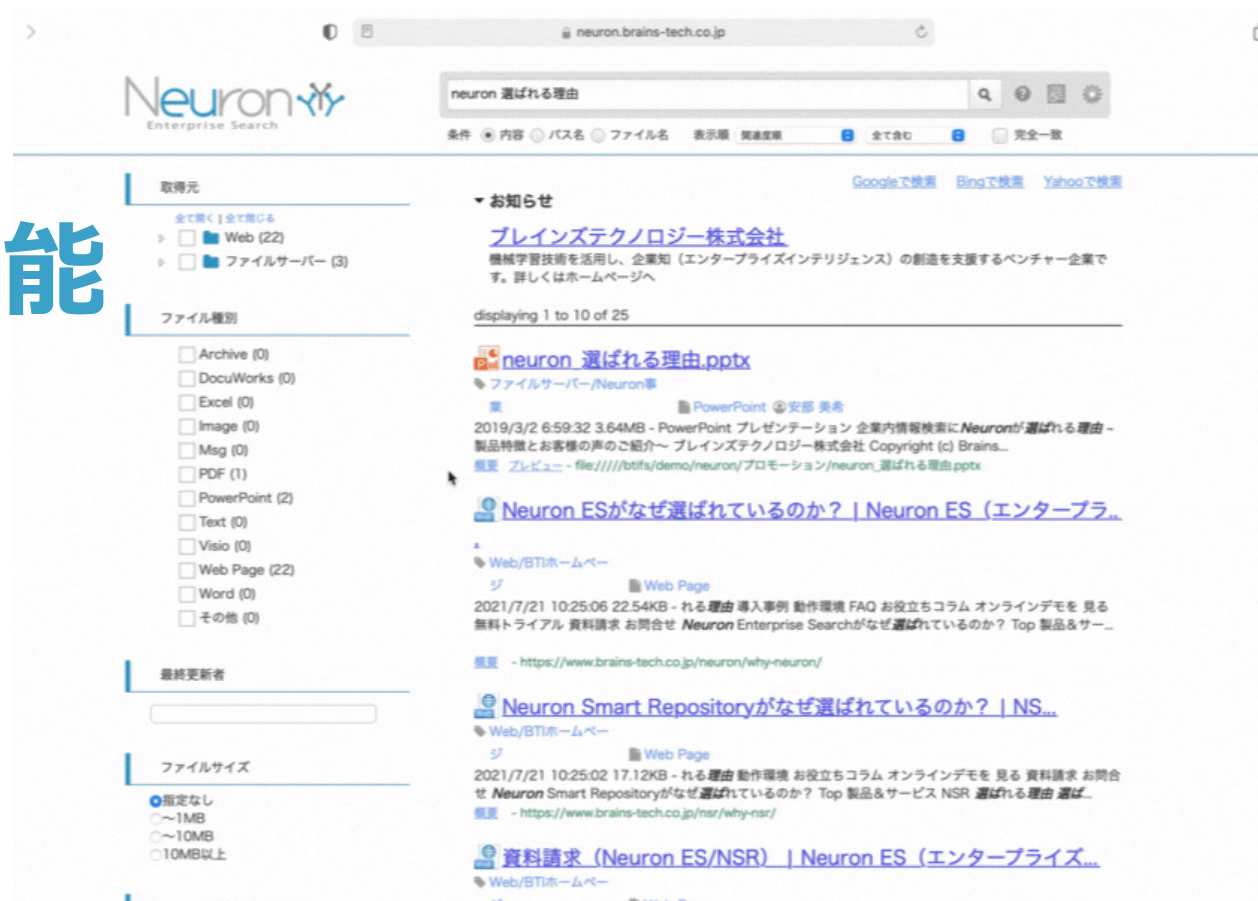 neuron.brains-tech.co.jp
Neuron
Enterprise Search
neuron 選ばれる理由
条件 内容 パス名 ファイル名 表示順 関連度順 全て含む 完全一致
能
取得元
全て開く | 全て閉じる
Web (22)
ファイルサーバー (3)
ファイル種別
Archive (0)
DocuWorks (0)
Excel (0)
Image (0)
Msg (0)
PDF (1)
PowerPoint (2)
Text (0)
Visio (0)
Web Page (22)
Word (0)
その他 (0)
最終更新者
ファイルサイズ
指定なし
～1MB
～10MB
10MB以上
Googleで検索 Bingで検索 Yahooで検索
お知らせ
ブレインズテクノロジー株式会社
機械学習技術を活用し、企業知（エンタープライズインテリジェンス）の創造を支援するベンチャー企業で
す。詳しくはホームページへ
displaying 1 to 10 of 25
neuron_選ばれる理由.pptx
ファイルサーバー/Neuron事
業 PowerPoint 安部 美希
2019/3/2 6:59:32 3.64MB - PowerPoint プレゼンテーション 企業内情報検索にNeuronが選ばれる理由 ~
製品特徴とお客様の声のご紹介～ ブレインズテクノロジー株式会社 Copyright (c) Brains...
概要 プレビュー - file://///btifs/demo/neuron/プロモーション/neuron_選ばれる理由.pptx
Neuron ESがなぜ選ばれているのか？ | Neuron ES（エンタープラ..
.
Web/BTIホームペー
ジ Web Page
2021/7/21 10:25:06 22.54KB - れる理由 導入事例 動作環境 FAQ お役立ちコラム オンラインデモを 見る
無料トライアル 資料請求 お問合せ Neuron Enterprise Searchがなぜ選ばれているのか？ Top 製品＆サー...
概要 - https://www.brains-tech.co.jp/neuron/why-neuron/
Neuron Smart Repositoryがなぜ選ばれているのか？ | NS...
Web/BTIホームペー
ジ Web Page
2021/7/21 10:25:02 17.12KB - れる理由 動作環境 お役立ちコラム オンラインデモを 見る 資料請求 お問合
せ Neuron Smart Repositoryがなぜ選ばれているのか？ Top 製品＆サービス NSR 選ばれる理由 選ば...
概要 - https://www.brains-tech.co.jp/nsr/why-nsr/
資料請求（Neuron ES/NSR） | Neuron ES（エンタープライズ...
Web/BTIホームペー